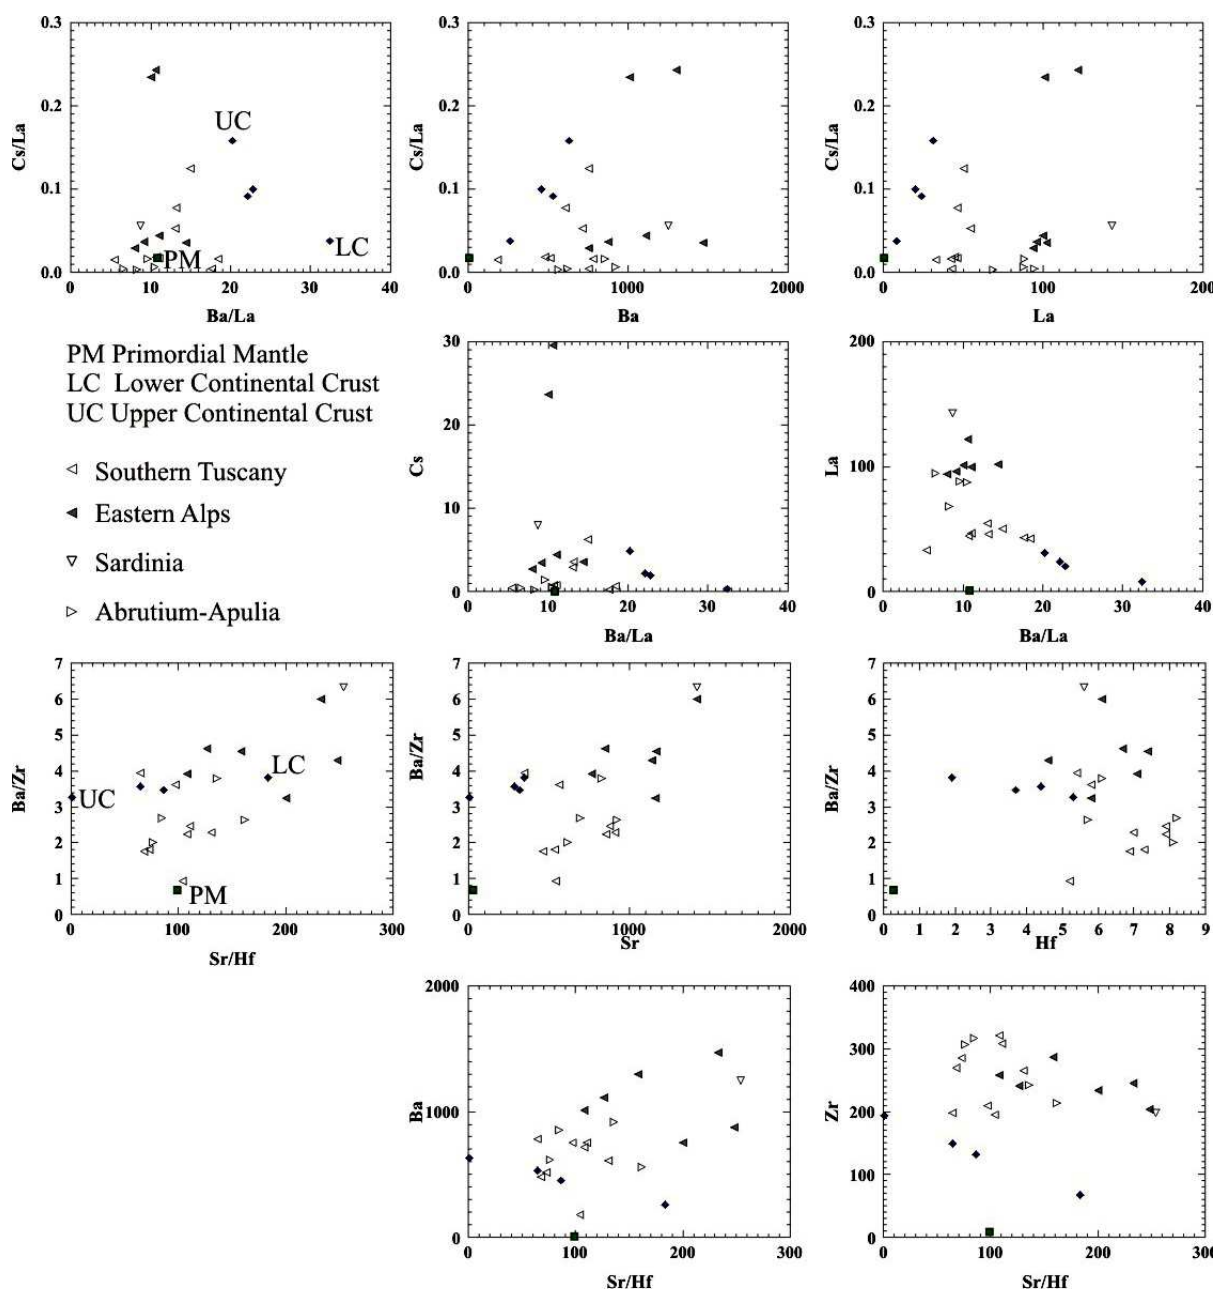 0.3
0.2
0.1
0.0
Cs/La
UC
LC
PM
0 10 20 30 40
Ba/La
0.3
0.2
0.1
0.0
Cs/La
0 1000 2000
Ba
0.3
0.2
0.1
0.0
Cs/La
0 100 200
La
PM Primordial Mantle
LC Lower Continental Crust
UC Upper Continental Crust
Southern Tuscany
Eastern Alps
Sardinia
Abrutium-Apulia
30
20
10
0
Cs
0 10 20 30 40
Ba/La
200
100
0
La
0 10 20 30 40
Ba/La
7
6
5
4
3
2
1
0
Ba/Zr
LC
UC
PM
0 100 200 300
Sr/Hf
7
6
5
4
3
2
1
0
Ba/Zr
0 1000 2000
Sr
7
6
5
4
3
2
1
0
Ba/Zr
0 1 2 3 4 5 6 7 8 9
Hf
2000
1000
0
Ba
0 100 200 300
Sr/Hf
400
300
200
100
0
Zr
0 100 200 300
Sr/Hf